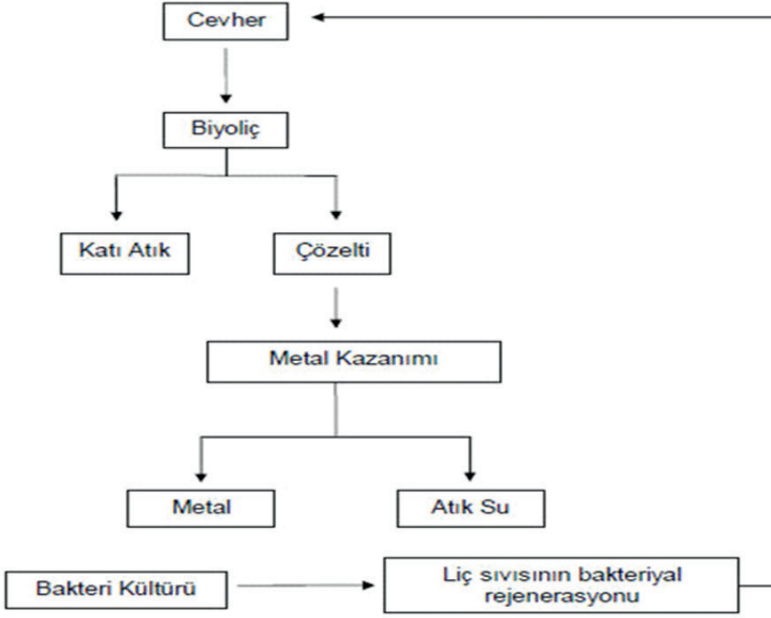 Cevher
Biyoliç
Katı Atık
Çözelti
Metal Kazanımı
Metal
Atık Su
Bakteri Kültürü
Liç sıvısının bakteriyal
rejenerasyonu